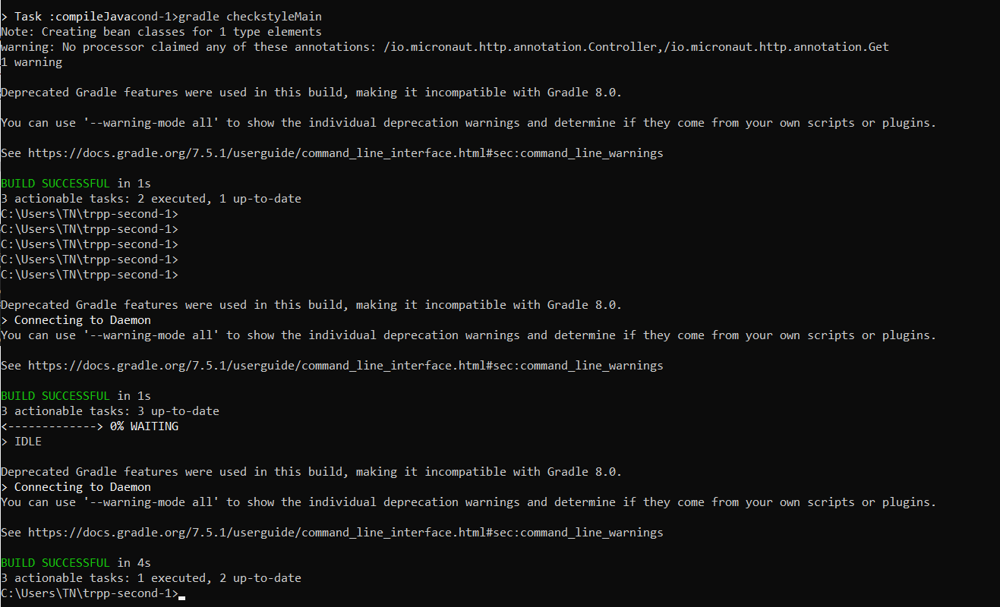 > Task :compileJavacond-1>gradle checkstyleMain
Note: Creating bean classes for 1 type elements
warning: No processor claimed any of these annotations: /io.micronaut.http.annotation.Controller,/io.micronaut.http.annotation.Get
1 warning
Deprecated Gradle features were used in this build, making it incompatible with Gradle 8.0.
You can use '--warning-mode all' to show the individual deprecation warnings and determine if they come from your own scripts or plugins.
See https://docs.gradle.org/7.5.1/userguide/command_line_interface.html#sec:command_line_warnings
BUILD SUCCESSFUL in 1s
3 actionable tasks: 2 executed, 1 up-to-date
C:\Users\TN\trpp-second-1>
C:\Users\TN\trpp-second-1>
C:\Users\TN\trpp-second-1>
C:\Users\TN\trpp-second-1>
C:\Users\TN\trpp-second-1>
Deprecated Gradle features were used in this build, making it incompatible with Gradle 8.0.
> Connecting to Daemon
You can use '--warning-mode all' to show the individual deprecation warnings and determine if they come from your own scripts or plugins.
See https://docs.gradle.org/7.5.1/userguide/command_line_interface.html#sec:command_line_warnings
BUILD SUCCESSFUL in 1s
3 actionable tasks: 3 up-to-date
<-------------> 0% WAITING
> IDLE
Deprecated Gradle features were used in this build, making it incompatible with Gradle 8.0.
> Connecting to Daemon
You can use '--warning-mode all' to show the individual deprecation warnings and determine if they come from your own scripts or plugins.
See https://docs.gradle.org/7.5.1/userguide/command_line_interface.html#sec:command_line_warnings
BUILD SUCCESSFUL in 4s
3 actionable tasks: 1 executed, 2 up-to-date
C:\Users\TN\trpp-second-1>